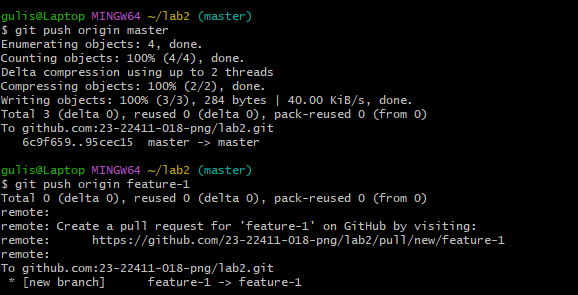 gulis@Laptop MINGW64 ~/lab2 (master)
$ git push origin master
Enumerating objects: 4, done.
Counting objects: 100% (4/4), done.
Delta compression using up to 2 threads
Compressing objects: 100% (2/2), done.
Writing objects: 100% (3/3), 284 bytes | 40.00 KiB/s, done.
Total 3 (delta 0), reused 0 (delta 0), pack-reused 0 (from 0)
To github.com:23-22411-018-png/lab2.git
   6c9f659..95cec15  master -> master

gulis@Laptop MINGW64 ~/lab2 (master)
$ git push origin feature-1
Total 0 (delta 0), reused 0 (delta 0), pack-reused 0 (from 0)
remote:
remote: Create a pull request for 'feature-1' on GitHub by visiting:
remote:      https://github.com/23-22411-018-png/lab2/pull/new/feature-1
remote:
To github.com:23-22411-018-png/lab2.git
 * [new branch]      feature-1 -> feature-1